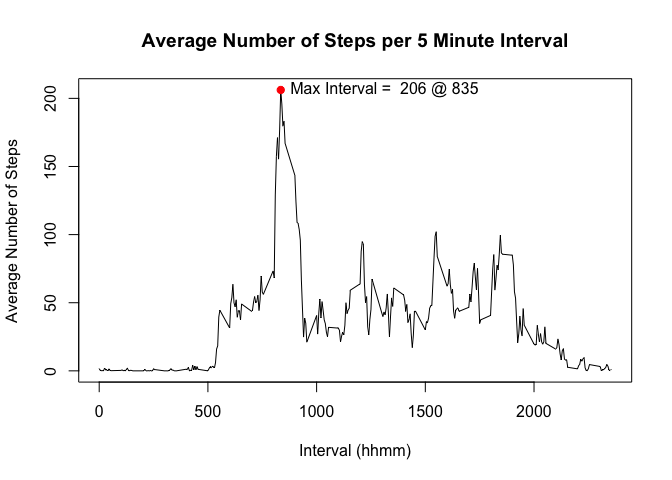 Average Number of Steps per 5 Minute Interval
Max Interval =  206 @ 835
Average Number of Steps
200
150
100
50
0
0 500 1000 1500 2000
Interval (hhmm)